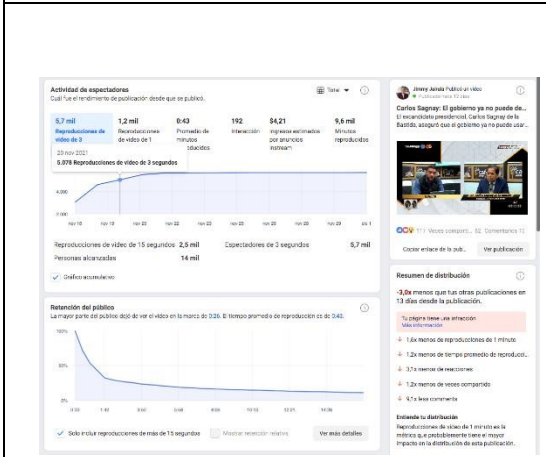 Actividad de espectadores
Cuál fue el rendimiento de publicación desde que se publicó.
Total
5,7 mil
Reproducciones de
video de 3
1,2 mil
Reproducciones
de video de 1
0:43
Promedio de
minutos
reproducidos
192
Interacción
$4,21
Ingresos estimados
por anuncios
instream
9,6 mil
Minutos
reproducidos
20 nov 2021
5.078 Reproducciones de video de 3 segundos
4.000
2.000
nov 18
nov 20
nov 22
nov 23
nov 25
nov 28
dic 1
Reproducciones de video de 15 segundos 2,5 mil
Espectadores de 3 segundos 5,7 mil
Personas alcanzadas 14 mil
Gráfico acumulativo
Retención del público
La mayor parte del público dejó de ver el video en la marca de 0:26. El tiempo promedio de reproducción es de 0:43.
100%
50%
0%
0:00
Solo incluir reproducciones de más de 15 segundos
Mostrar retención relativa
Ver más detalles
Jimmy Jairala Publicó un video
Carlos Sagnay: El gobierno ya no puede de...
El excandidato presidencial, Carlos Sagnay de la
Bastida, aseguró que el gobierno ya no puede usar...
Copiar enlace de la pub...
Ver publicación
Resumen de distribución
-3,0x menos que tus otras publicaciones en
13 días desde la publicación.
Tu página tiene una infracción
Más información
1,6x menos de reproducciones de 1 minuto
1,2x menos de tiempo promedio de reproducci...
3,1x menos de reacciones
1,2x menos de veces compartido
9,1x less comments
Entiende tu distribución
Reproducciones de video de 1 minuto es la
métrica que probablemente tiene el mayor
impacto en la distribución de esta publicación.